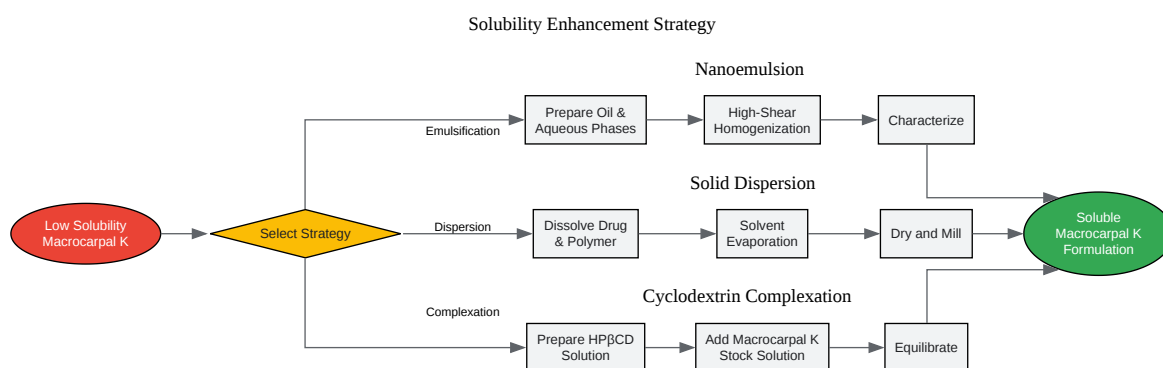 Solubility Enhancement Strategy
Nanoemulsion
Emulsification
Prepare Oil &
Aqueous Phases
High-Shear
Homogenization
Characterize
Solid Dispersion
Low Solubility
Macrocarpal K
Select Strategy
Dispersion
Dissolve Drug
& Polymer
Solvent
Evaporation
Dry and Mill
Soluble
Macrocarpal K
Formulation
Cyclodextrin Complexation
Complexation
Prepare HPβCD
Solution
Add Macrocarpal K
Stock Solution
Equilibrate